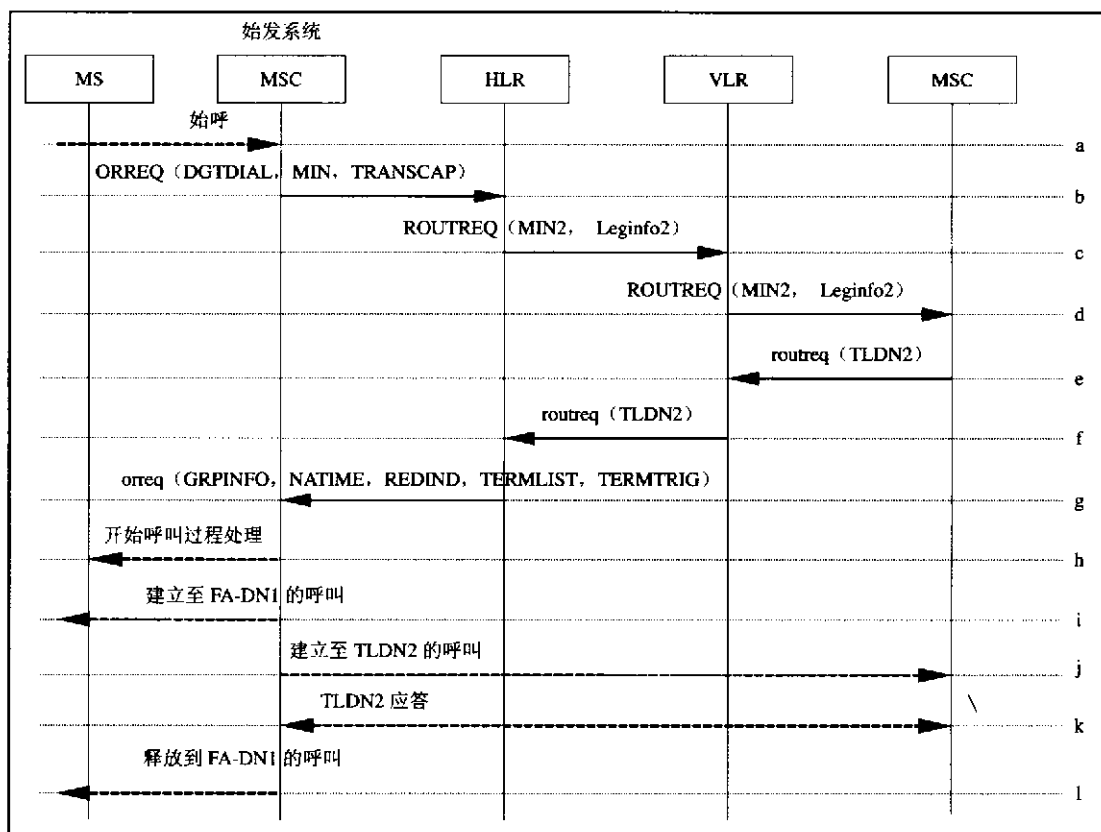 始发系统
MS MSC HLR VLR MSC
始呼
a
ORREQ（DGTDIAL，MIN，TRANSCAP）
b
ROUTREQ（MIN2， Leginfo2）
c
ROUTREQ（MIN2， Leginfo2）
d
routreq（TLDN2）
e
routreq（TLDN2）
f
orreq（GRPINFO，NATIME，REDIND，TERMLIST，TERMTRIG）
g
开始呼叫过程处理
h
建立至 FA-DN1 的呼叫
i
建立至 TLDN2 的呼叫
j
TLDN2 应答
k
释放到 FA-DN1 的呼叫
l